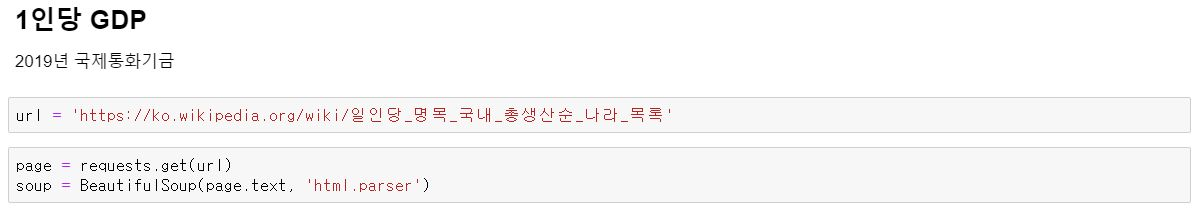 1인당 GDP
2019년 국제통화기금
url = 'https://ko.wikipedia.org/wiki/일인당_명목_국내_총생산순_나라_목록'
page = requests.get(url)
soup = BeautifulSoup(page.text, 'html.parser')